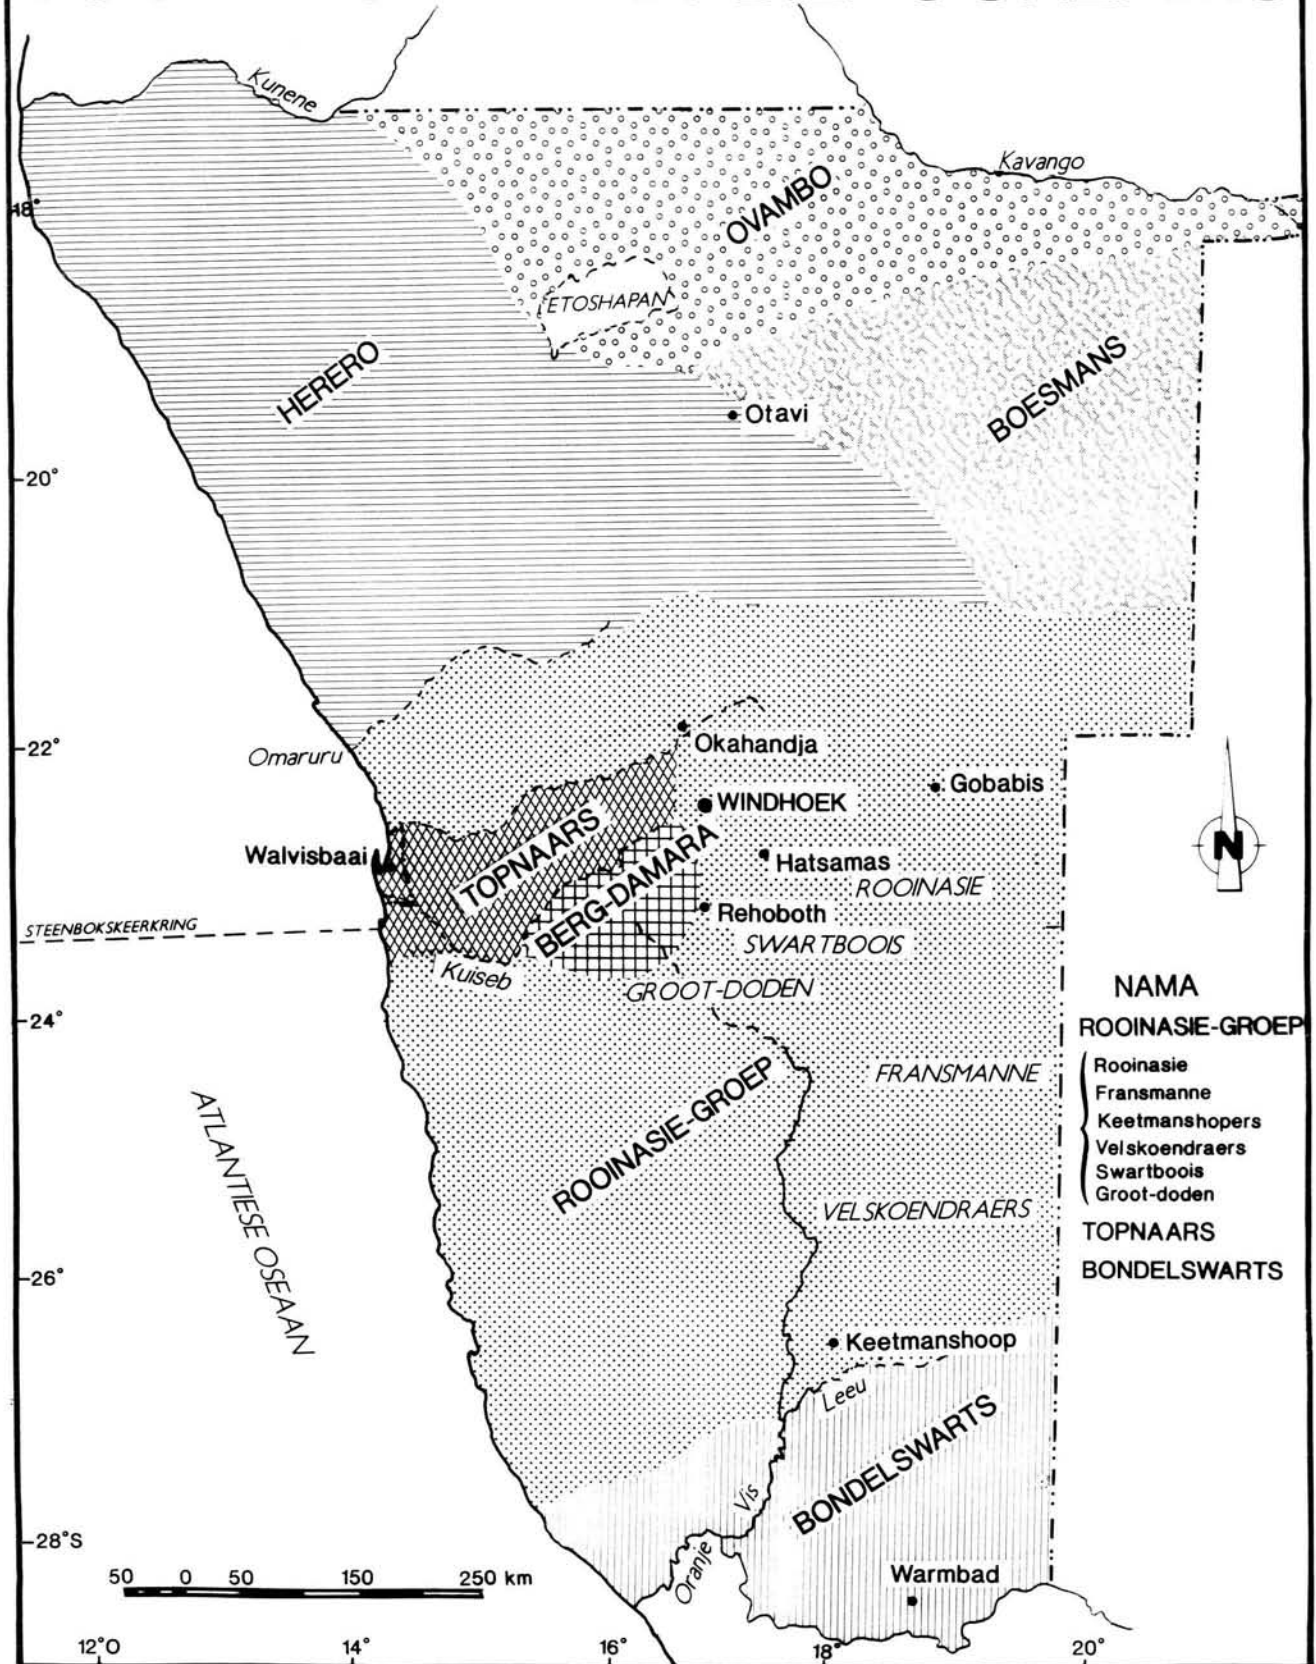 Kunene
Kavango
18°
OVAMBO
ETOSHAPAN
HERERO
BOESMANS
Otavi
20°
22°
Omaruru
Okahandja
Gobabis
WINDHOEK
Walvisbaai
TOPNAARS
Hatsamas
BERG-DAMARA
ROOINASIE
Rehoboth
STEENBOKSKEERKRING
SWARTBOOIS
Kuiseb
GROOT-DODEN
N
24°
NAMA
ROOINASIE-GROEP
Rooinasie
Fransmanne
Keetmanshopers
Velskoendraers
Swartboois
Groot-doden
TOPNAARS
BONDELSWARTS
FRANSMANNE
ROOINASIE-GROEP
ATLANTIESE OSEAAN
VELSKOENDRAERS
26°
Keetmanshoop
Leeu
BONDELSWARTS
Vis
28°S
Oranje
Warmbad
50 0 50 150 250 km
12°O 14° 16° 18° 20°